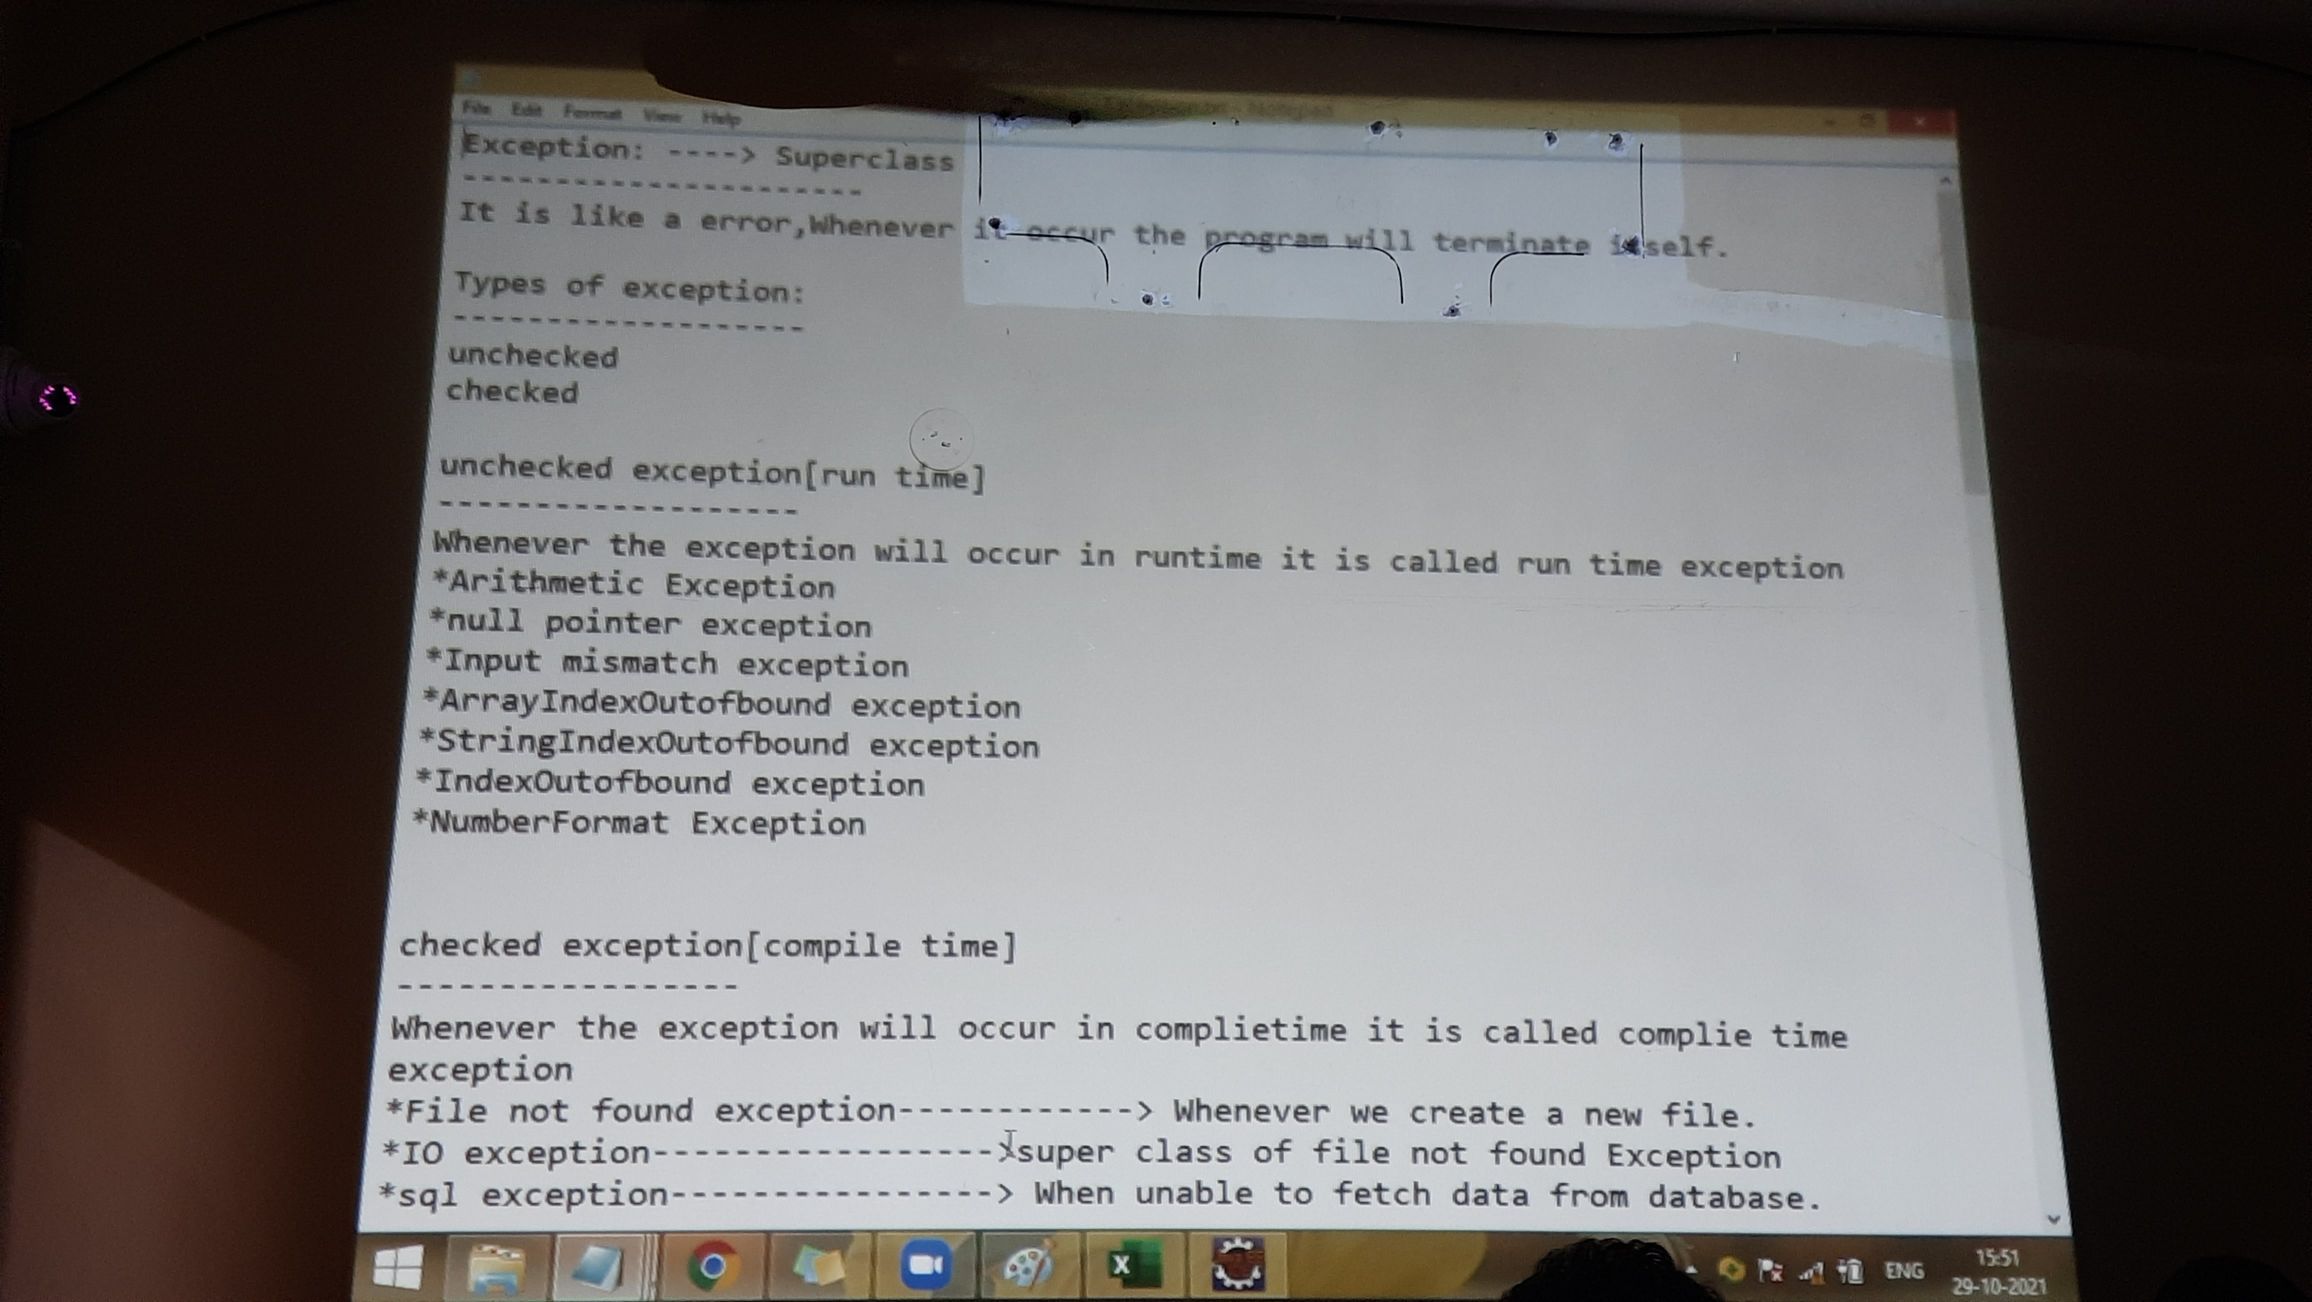 File Edit Format View Help
Exception: ----> Superclass
----------------------
It is like a error,Whenever it occur the program will terminate itself.
Types of exception:
-------------------
unchecked
checked
unchecked exception[run time]
-------------------
Whenever the exception will occur in runtime it is called run time exception
*Arithmetic Exception
*null pointer exception
*Input mismatch exception
*ArrayIndexOutofbound exception
*StringIndexOutofbound exception
*IndexOutofbound exception
*NumberFormat Exception
checked exception[compile time]
------------------
Whenever the exception will occur in complietime it is called complie time
exception
*File not found exception------------> Whenever we create a new file.
*IO exception----------------->super class of file not found Exception
*sql exception----------------> When unable to fetch data from database.
ENG
15:51
29-10-2021